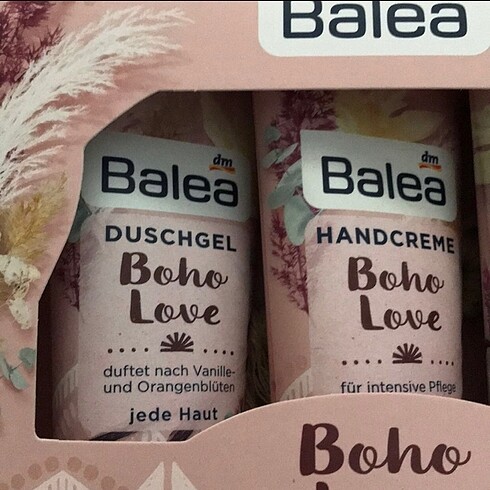 Balea
dm
Balea
DUSCHGEL
Boho
Love
duftet nach Vanille-
und Orangenblüten
jede Haut
dm
Balea
HANDCREME
Boho
Love
für intensive Pflege
Boho